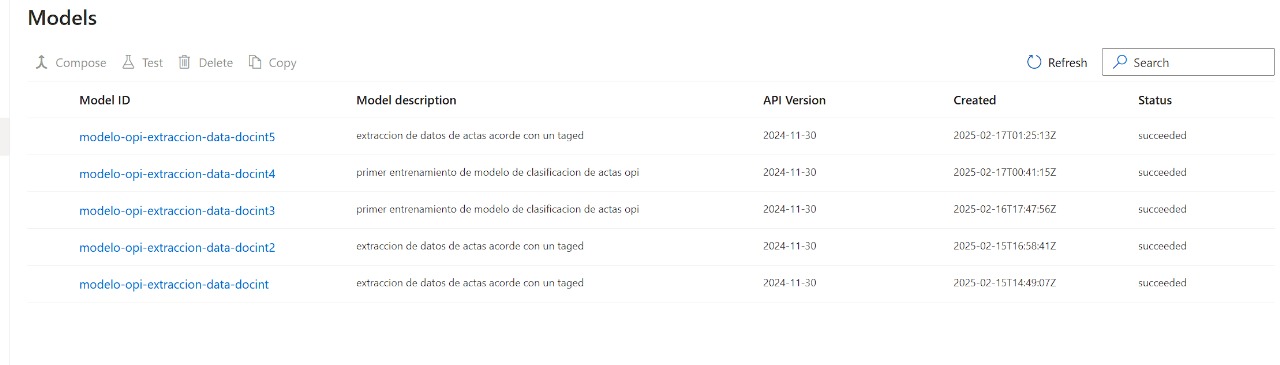 Models
Compose Test Delete Copy Refresh Search
Model ID Model description API Version Created Status
modelo-opi-extraccion-data-docint5 extraccion de datos de actas acorde con un taged 2024-11-30 2025-02-17T01:25:13Z succeeded
modelo-opi-extraccion-data-docint4 primer entrenamiento de modelo de clasificacion de actas opi 2024-11-30 2025-02-17T00:41:15Z succeeded
modelo-opi-extraccion-data-docint3 primer entrenamiento de modelo de clasificacion de actas opi 2024-11-30 2025-02-16T17:47:56Z succeeded
modelo-opi-extraccion-data-docint2 extraccion de datos de actas acorde con un taged 2024-11-30 2025-02-15T16:58:41Z succeeded
modelo-opi-extraccion-data-docint extraccion de datos de actas acorde con un taged 2024-11-30 2025-02-15T14:49:07Z succeeded